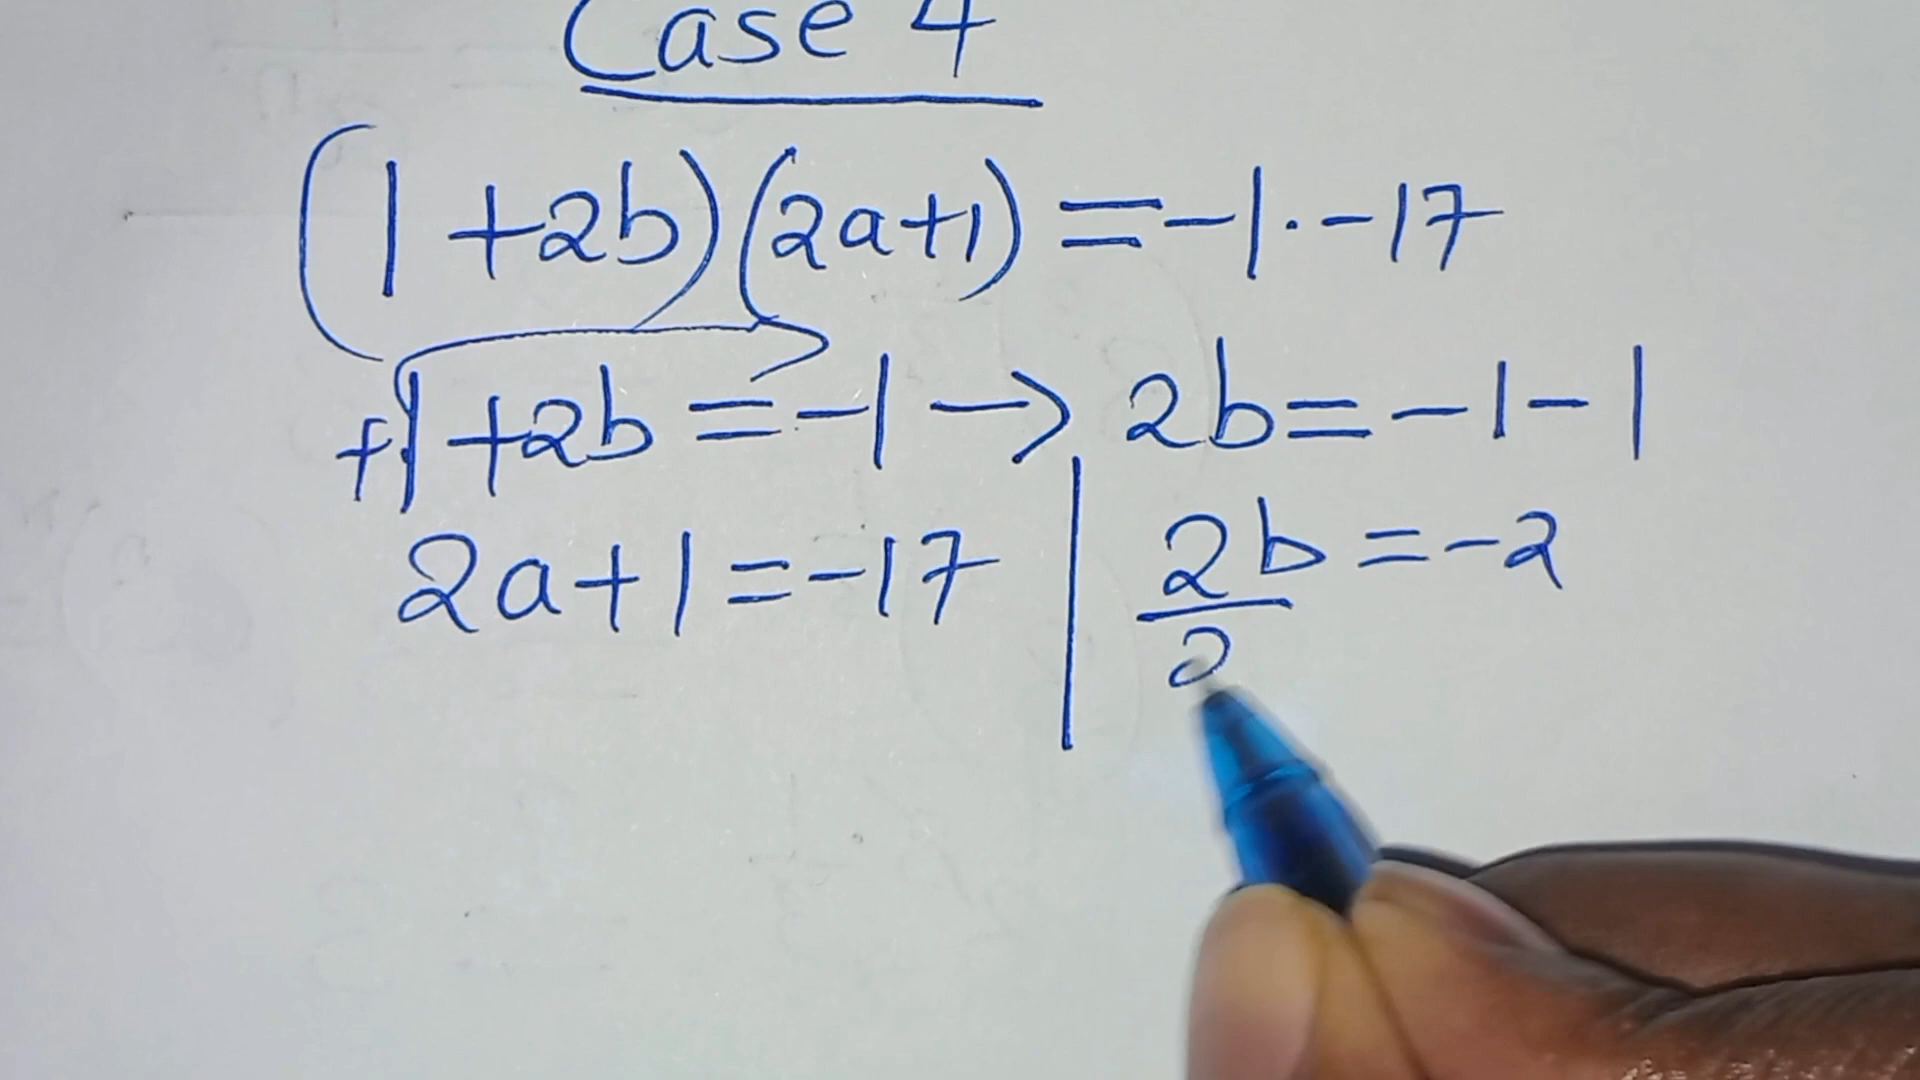 Case 4
(1+2b)(2a+1)=-1·-17
+1+2b=-1→2b=-1-1
2a+1=-17
2b=-2
2